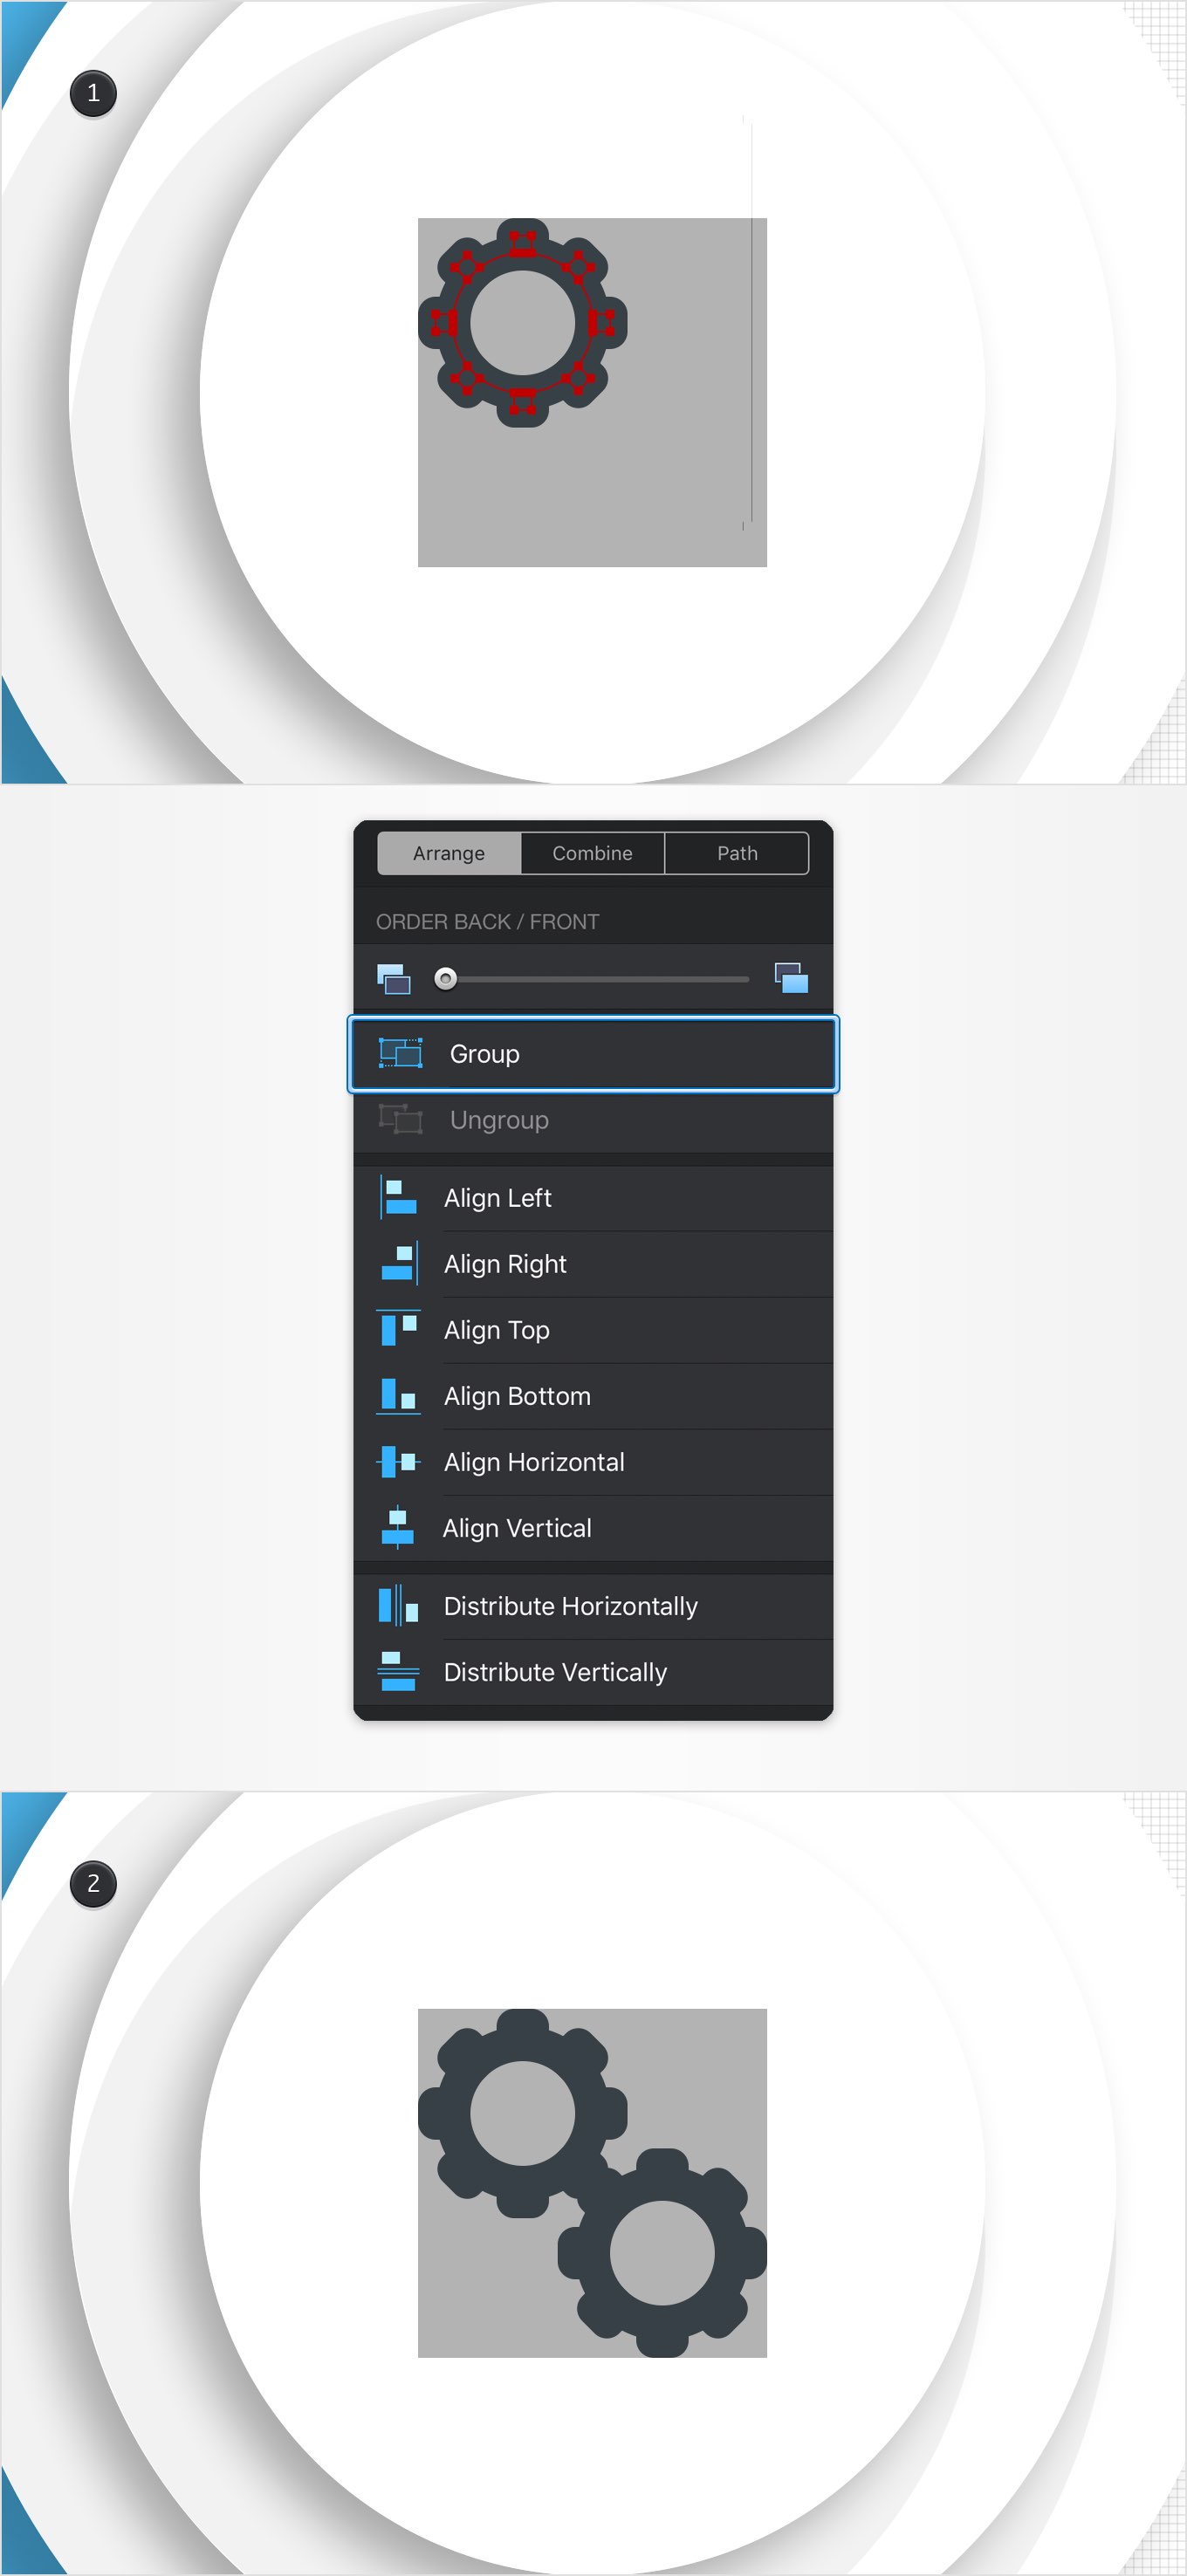 1
Arrange
Combine
Path
ORDER BACK / FRONT
Group
Ungroup
Align Left
Align Right
Align Top
Align Bottom
Align Horizontal
Align Vertical
Distribute Horizontally
Distribute Vertically
2